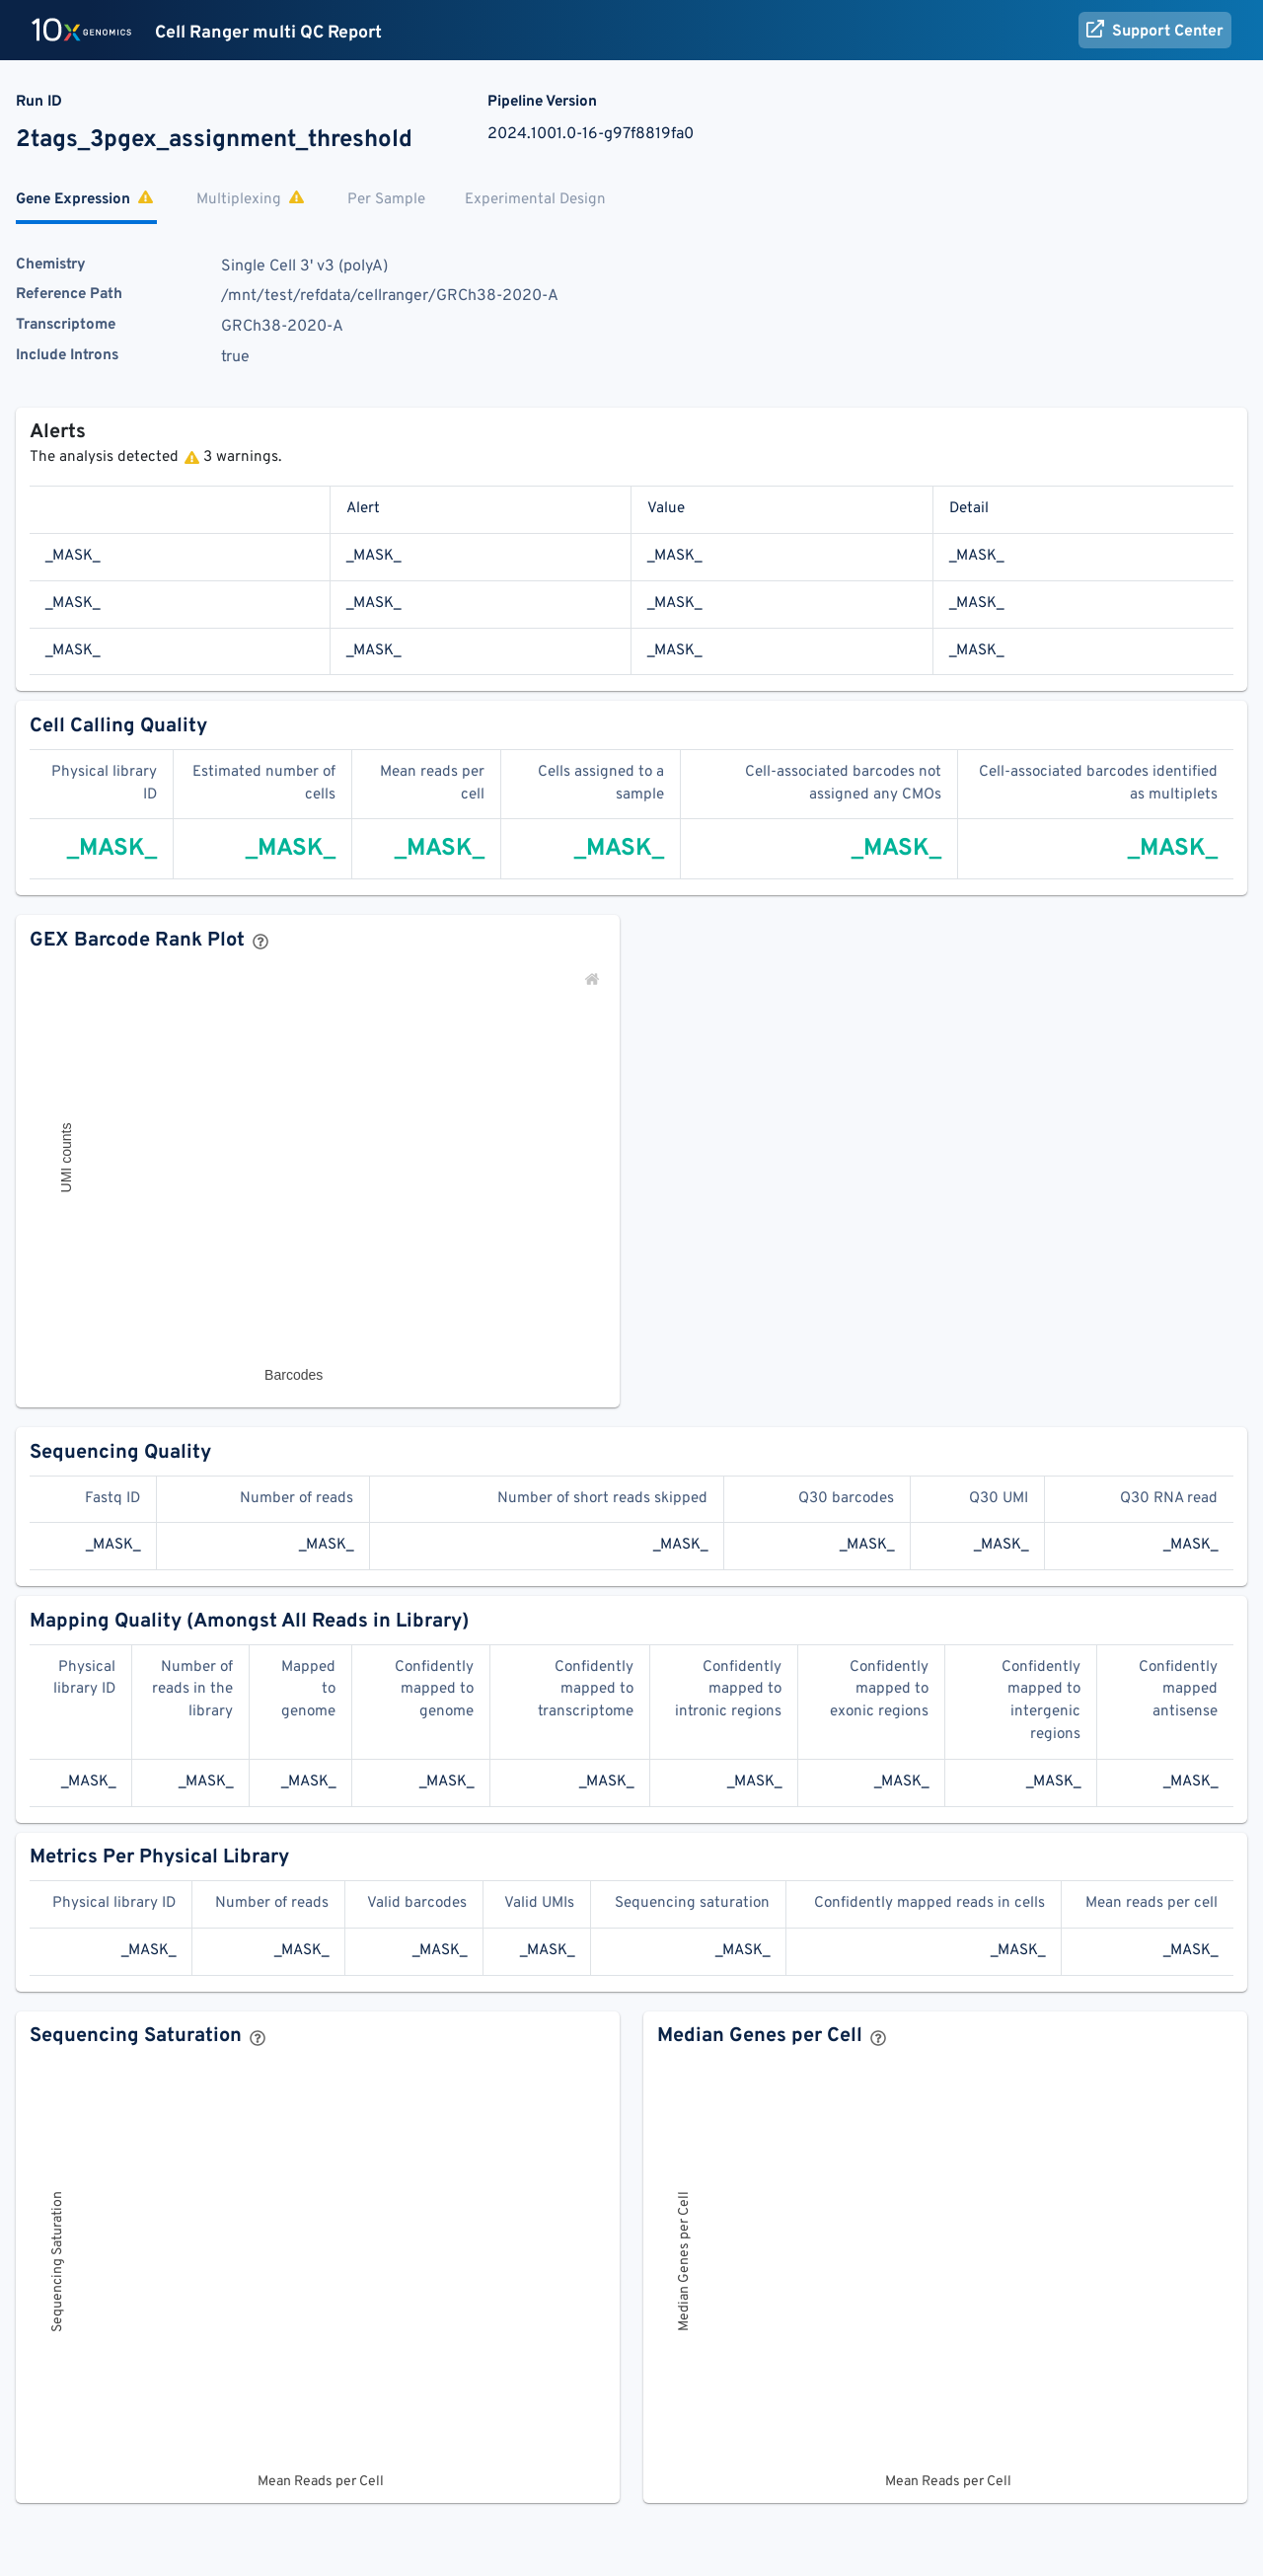 10x GENOMICS Cell Ranger multi QC Report Support Center
Run ID Pipeline Version
2tags_3pgex_assignment_threshold 2024.1001.0-16-g97f8819fa0
Gene Expression Multiplexing Per Sample Experimental Design
Chemistry Single Cell 3' v3 (polyA)
Reference Path /mnt/test/refdata/cellranger/GRCh38-2020-A
Transcriptome GRCh38-2020-A
Include Introns true
Alerts
The analysis detected 3 warnings.
Alert Value Detail
_MASK_ _MASK_ _MASK_ _MASK_
_MASK_ _MASK_ _MASK_ _MASK_
_MASK_ _MASK_ _MASK_ _MASK_
Cell Calling Quality
Physical library Estimated number of Mean reads per Cells assigned to a Cell-associated barcodes not Cell-associated barcodes identified
ID cells cell sample assigned any CMOs as multiplets
_MASK_ _MASK_ _MASK_ _MASK_ _MASK_ _MASK_
GEX Barcode Rank Plot
UMI counts
Barcodes
Sequencing Quality
Fastq ID Number of reads Number of short reads skipped Q30 barcodes Q30 UMI Q30 RNA read
_MASK_ _MASK_ _MASK_ _MASK_ _MASK_ _MASK_
Mapping Quality (Amongst All Reads in Library)
Physical Number of Mapped Confidently Confidently Confidently Confidently Confidently Confidently
library ID reads in the to mapped to mapped to mapped to mapped to mapped to mapped
library genome genome transcriptome intronic regions exonic regions intergenic antisense
regions
_MASK_ _MASK_ _MASK_ _MASK_ _MASK_ _MASK_ _MASK_ _MASK_ _MASK_
Metrics Per Physical Library
Physical library ID Number of reads Valid barcodes Valid UMIs Sequencing saturation Confidently mapped reads in cells Mean reads per cell
_MASK_ _MASK_ _MASK_ _MASK_ _MASK_ _MASK_ _MASK_
Sequencing Saturation Median Genes per Cell
Sequencing Saturation
Median Genes per Cell
Mean Reads per Cell Mean Reads per Cell